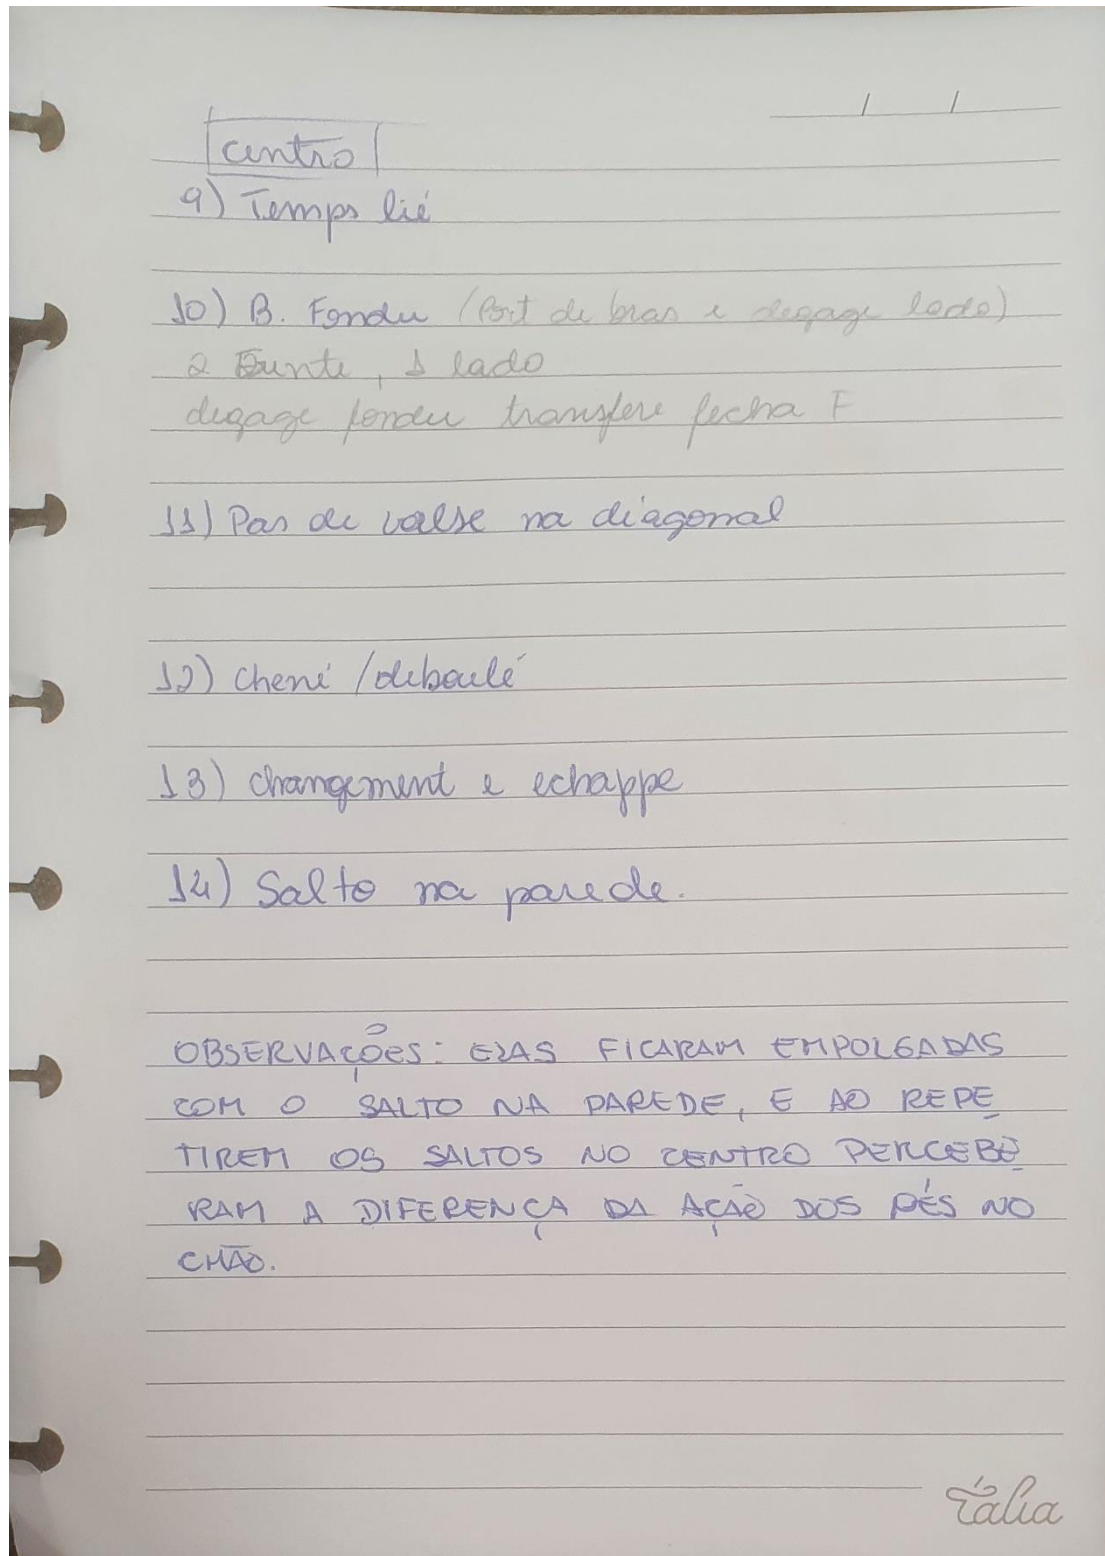 / /
centro
9) Temps lié
10) B. Fondu (Port de bras e degage lado)
2 frente, 1 lado
degage fondu transfere fecha F
11) Pas de valse na diagonal
12) Chené /deboulé
13) changement e echappe
14) Salto na parede.
OBSERVAÇÕES: ELAS FICARAM EMPOLGADAS
COM O SALTO NA PAREDE, E AO REPE
TIREM OS SALTOS NO CENTRO PERCEBE
RAM A DIFERENÇA DA AÇÃO DOS PÉS NO
CHÃO.
Tália